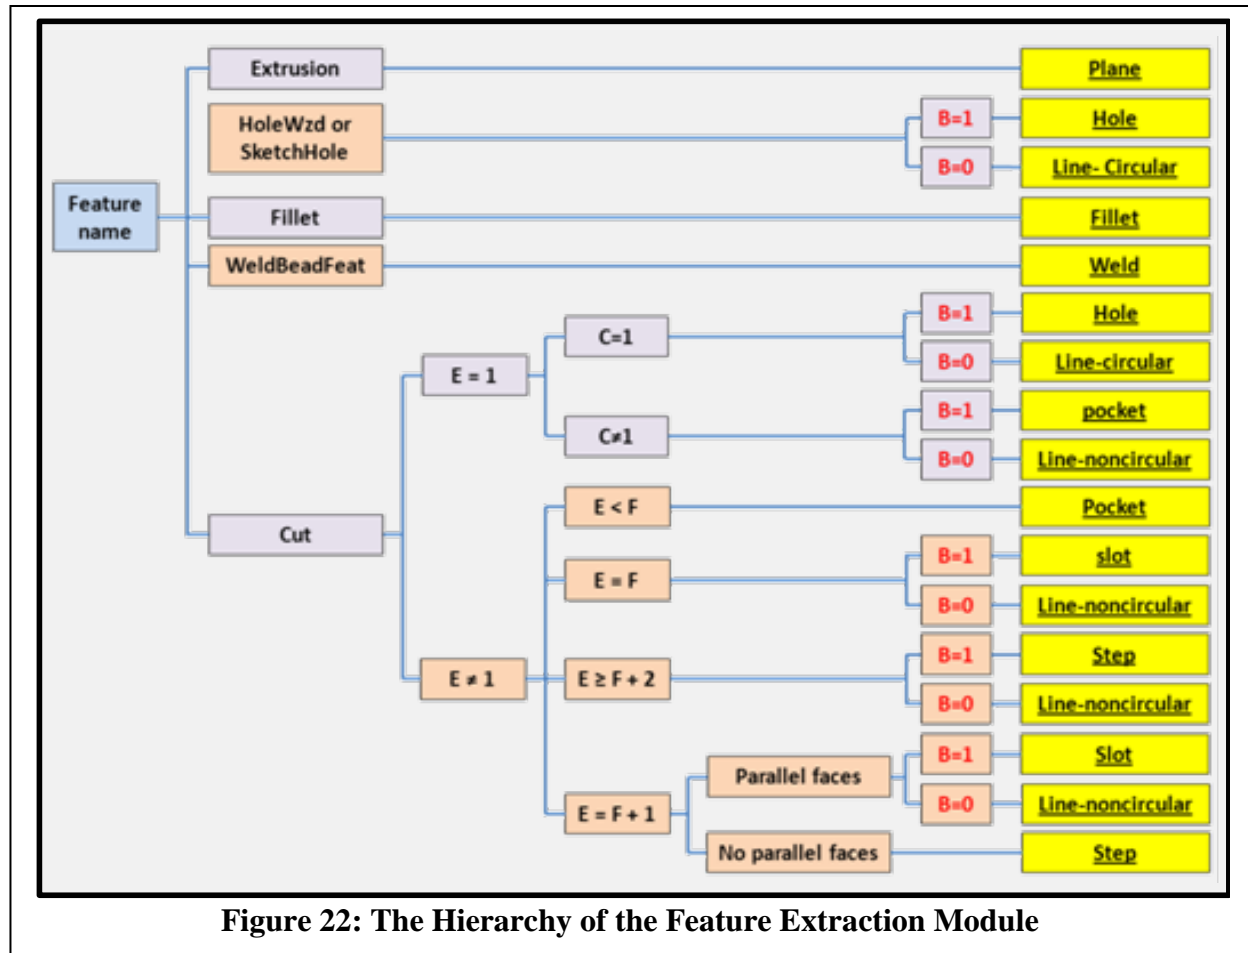 Extrusion
Plane
HoleWzd or
SketchHole
B=1
Hole
B=0
Line- Circular
Feature
name
Fillet
Fillet
WeldBeadFeat
Weld
Cut
E = 1
C=1
B=1
Hole
B=0
Line-circular
C≠1
B=1
pocket
B=0
Line-noncircular
E ≠ 1
E < F
Pocket
E = F
B=1
slot
B=0
Line-noncircular
E ≥ F + 2
B=1
Step
B=0
Line-noncircular
E = F + 1
Parallel faces
B=1
Slot
B=0
Line-noncircular
No parallel faces
Step
Figure 22: The Hierarchy of the Feature Extraction Module